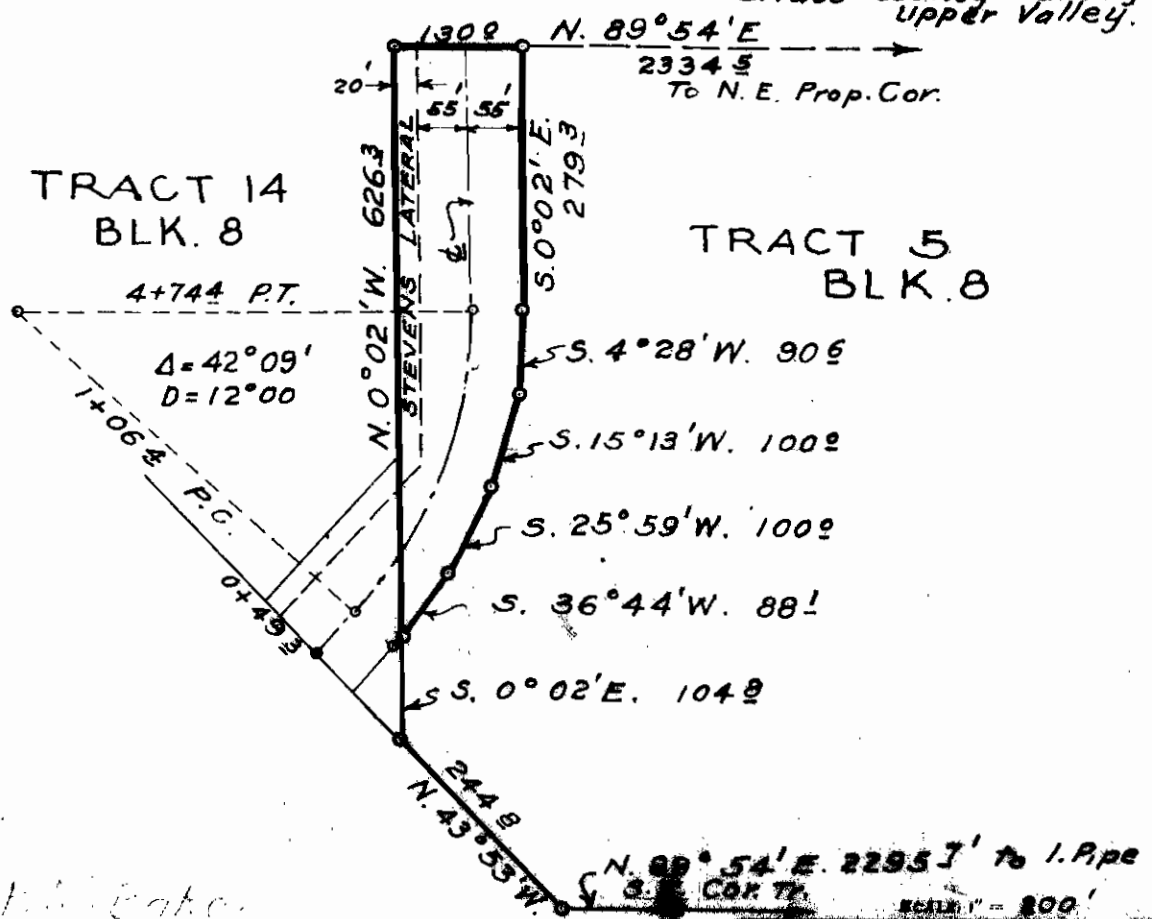 Upper Valley.
130.0
N. 89°54'E
2334.5
To N. E. Prop. Cor.
20'
55' 55'
S. 0°02' E.
279.3
N. 0°02'W. 626.3
STEVENS LATERAL
℄
TRACT 14
BLK. 8
TRACT 5
BLK. 8
4+74.4 P.T.
Δ = 42°09'
D = 12°00
1+06.4 P.C.
S. 4°28'W. 90.6
S. 15°13'W. 100.0
S. 25°59'W. 100.0
0+49.3
S. 36°44'W. 88.1
S. 0°02'E. 104.8
244.8
N. 43°53'W.
N. 89°54'E. 2295.7' to I. Pipe
Cor. Tr.